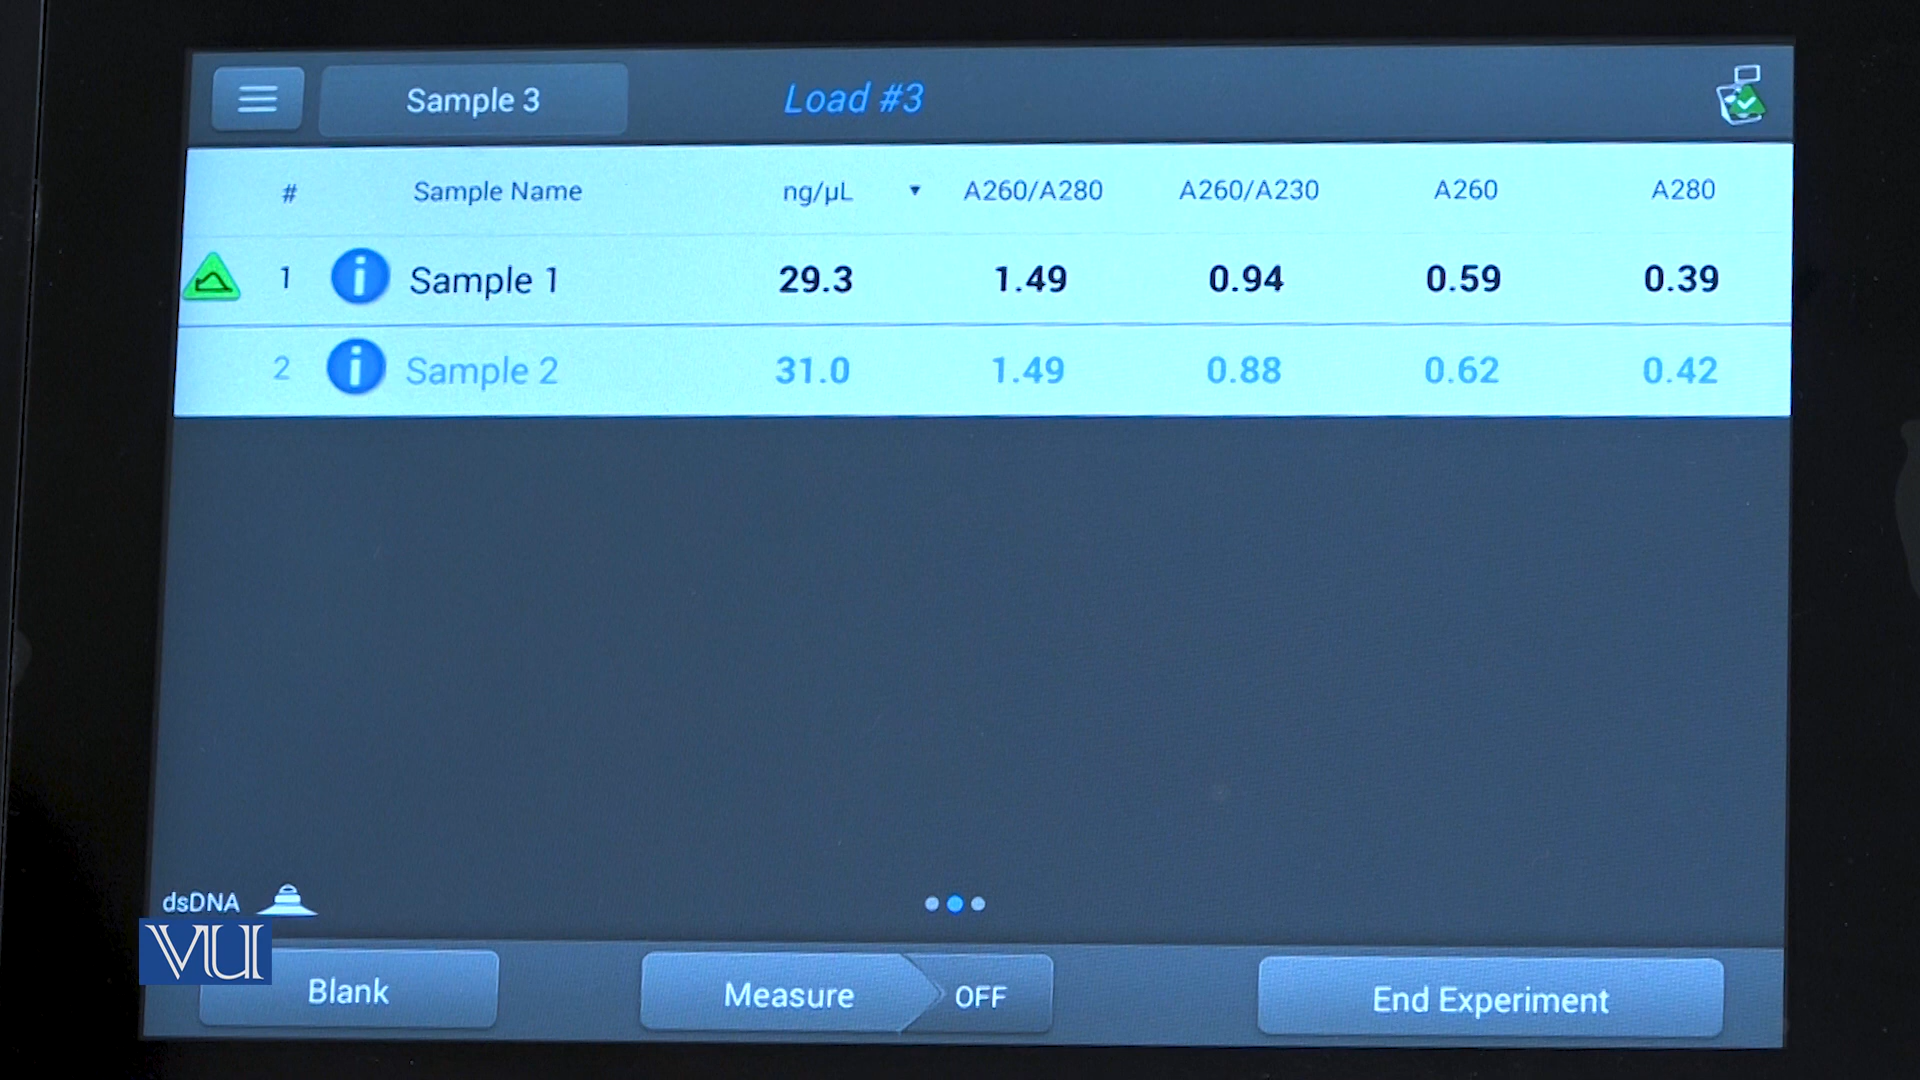 Sample 3 Load #3
# Sample Name ng/µL A260/A280 A260/A230 A260 A280
1 Sample 1 29.3 1.49 0.94 0.59 0.39
2 Sample 2 31.0 1.49 0.88 0.62 0.42
dsDNA
VU
Blank Measure OFF End Experiment